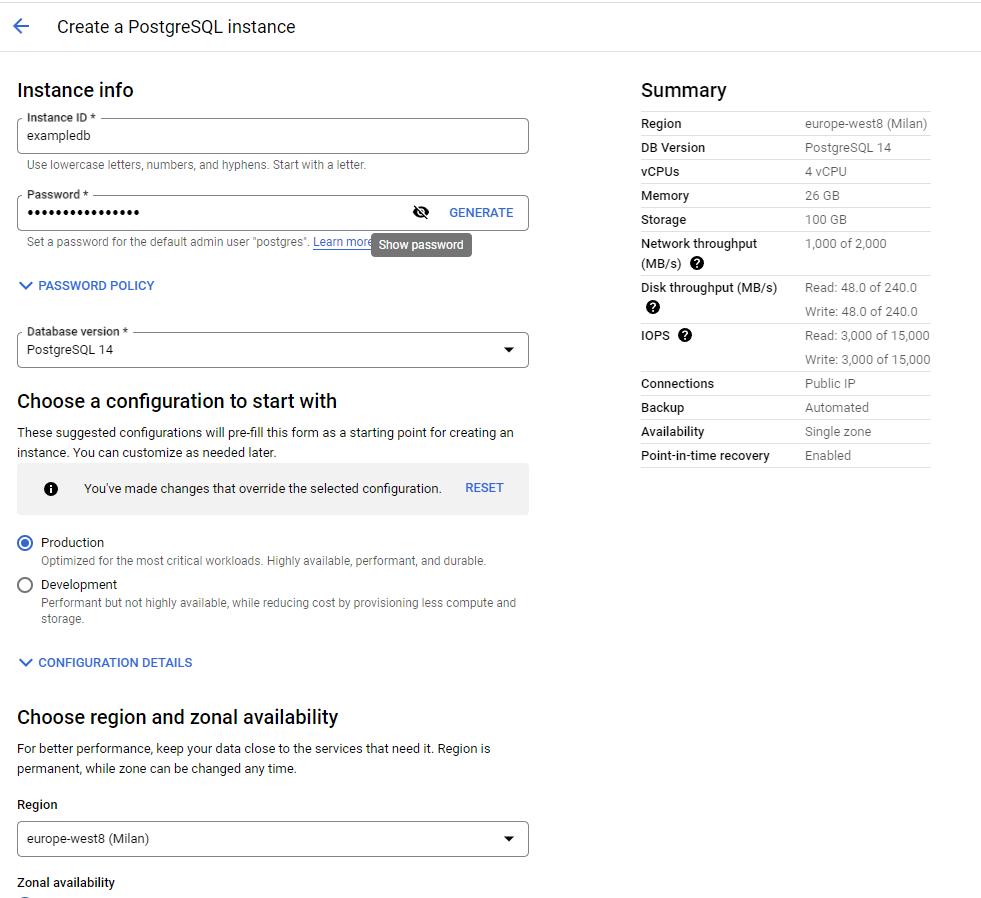 Create a PostgreSQL instance
Instance info
Instance ID *
exampledb
Use lowercase letters, numbers, and hyphens. Start with a letter.
Password *
••••••••••••••••
GENERATE
Set a password for the default admin user "postgres". Learn more
Show password
PASSWORD POLICY
Database version *
PostgreSQL 14
Choose a configuration to start with
These suggested configurations will pre-fill this form as a starting point for creating an
instance. You can customize as needed later.
You've made changes that override the selected configuration. RESET
Production
Optimized for the most critical workloads. Highly available, performant, and durable.
Development
Performant but not highly available, while reducing cost by provisioning less compute and
storage.
CONFIGURATION DETAILS
Choose region and zonal availability
For better performance, keep your data close to the services that need it. Region is
permanent, while zone can be changed any time.
Region
europe-west8 (Milan)
Zonal availability
Summary
Region europe-west8 (Milan)
DB Version PostgreSQL 14
vCPUs 4 vCPU
Memory 26 GB
Storage 100 GB
Network throughput 1,000 of 2,000
(MB/s) ?
Disk throughput (MB/s) Read: 48.0 of 240.0
? Write: 48.0 of 240.0
IOPS ? Read: 3,000 of 15,000
Write: 3,000 of 15,000
Connections Public IP
Backup Automated
Availability Single zone
Point-in-time recovery Enabled